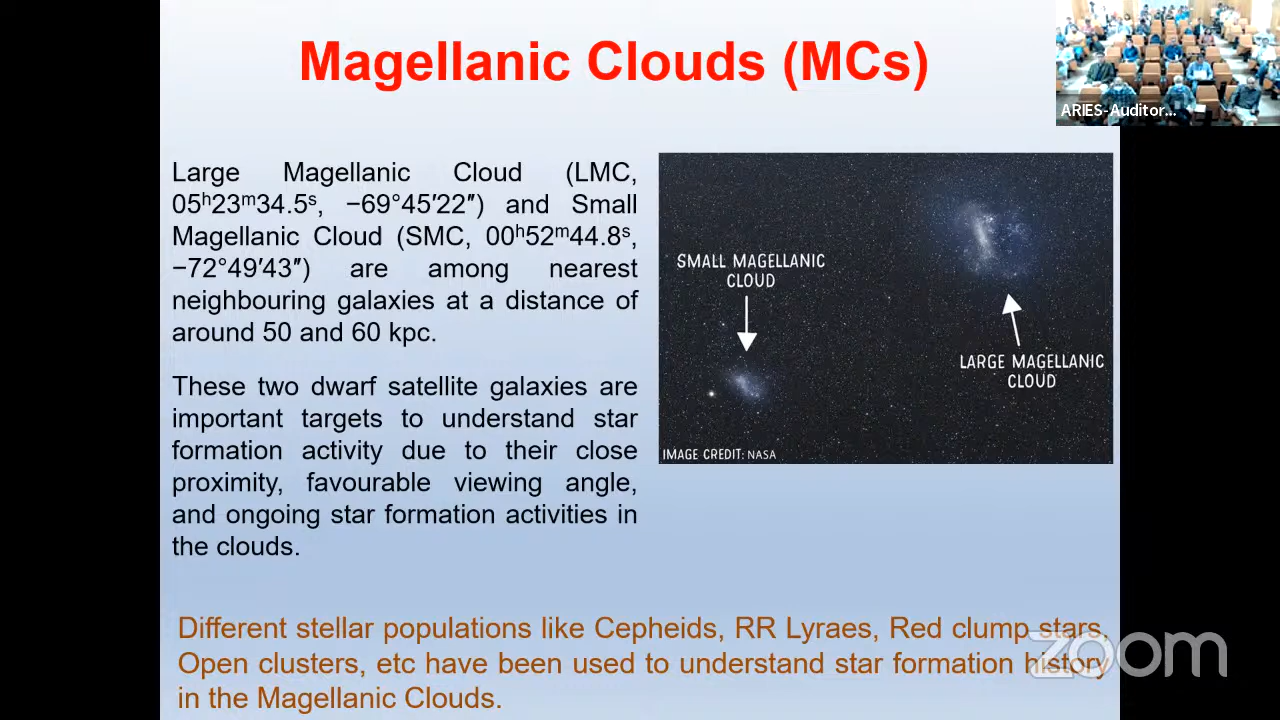 Magellanic Clouds (MCs)
ARIES-Auditor...
Large Magellanic Cloud (LMC,
05ʰ23ᵐ34.5ˢ, −69°45′22″) and Small
Magellanic Cloud (SMC, 00ʰ52ᵐ44.8ˢ,
−72°49′43″) are among nearest
neighbouring galaxies at a distance of
around 50 and 60 kpc.
These two dwarf satellite galaxies are
important targets to understand star
formation activity due to their close
proximity, favourable viewing angle,
and ongoing star formation activities in
the clouds.
SMALL MAGELLANIC
CLOUD
LARGE MAGELLANIC
CLOUD
IMAGE CREDIT: NASA
Different stellar populations like Cepheids, RR Lyraes, Red clump stars,
Open clusters, etc have been used to understand star formation history
in the Magellanic Clouds.
zoom